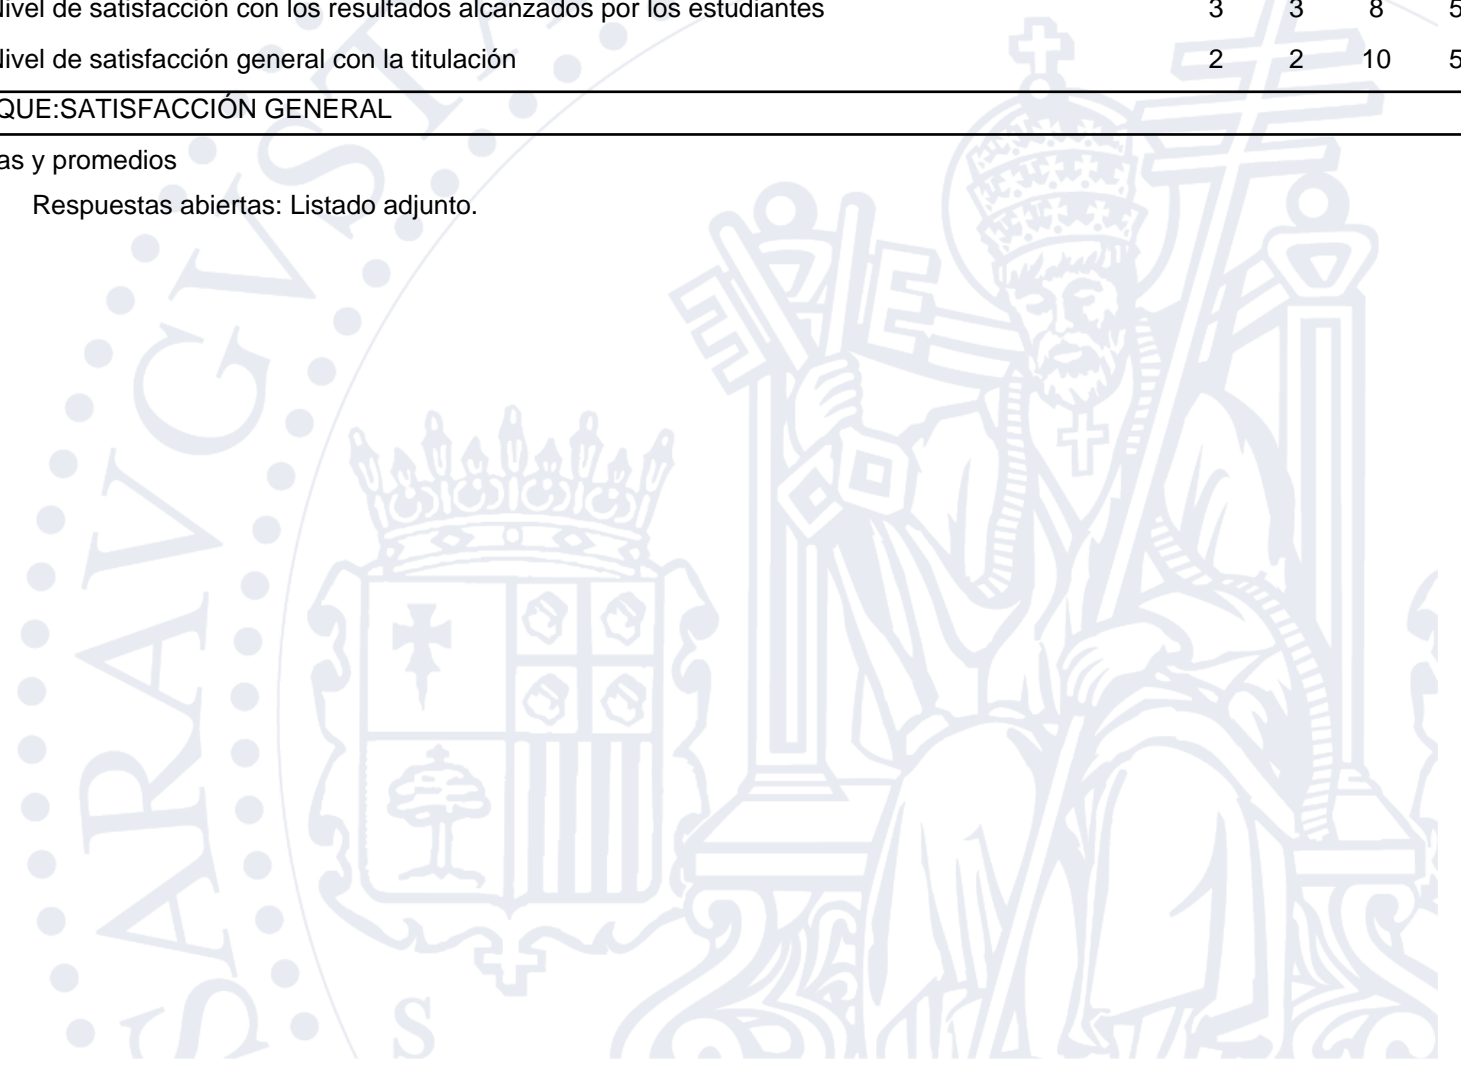 Nivel de satisfacción con los resultados alcanzados por los estudiantes 3 3 8 5
Nivel de satisfacción general con la titulación 2 2 10 5
QUE:SATISFACCIÓN GENERAL
as y promedios
Respuestas abiertas: Listado adjunto.
SARAVGVSTA
S